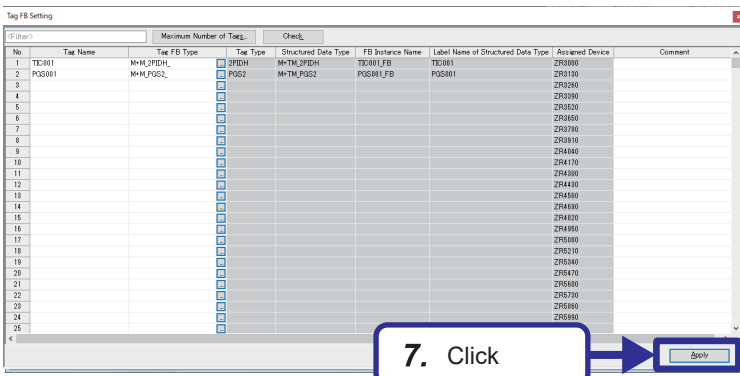 Tag FB Setting
<Filter>
Maximum Number of Tags... Check
No. Tag Name Tag FB Type Tag Type Structured Data Type FB Instance Name Label Name of Structured Data Type Assigned Device Comment
1 TIC001 M+M_2PIDH_ ... 2PIDH M+TM_2PIDH TIC001_FB TIC001 ZR3000
2 PGS001 M+M_PGS2_ ... PGS2 M+TM_PGS2 PGS001_FB PGS001 ZR3130
3 ... ZR3260
4 ... ZR3390
5 ... ZR3520
6 ... ZR3650
7 ... ZR3780
8 ... ZR3910
9 ... ZR4040
10 ... ZR4170
11 ... ZR4300
12 ... ZR4430
13 ... ZR4560
14 ... ZR4690
15 ... ZR4820
16 ... ZR4950
17 ... ZR5080
18 ... ZR5210
19 ... ZR5340
20 ... ZR5470
21 ... ZR5600
22 ... ZR5730
23 ... ZR5860
24 ... ZR5990
25 ...
7. Click
Apply